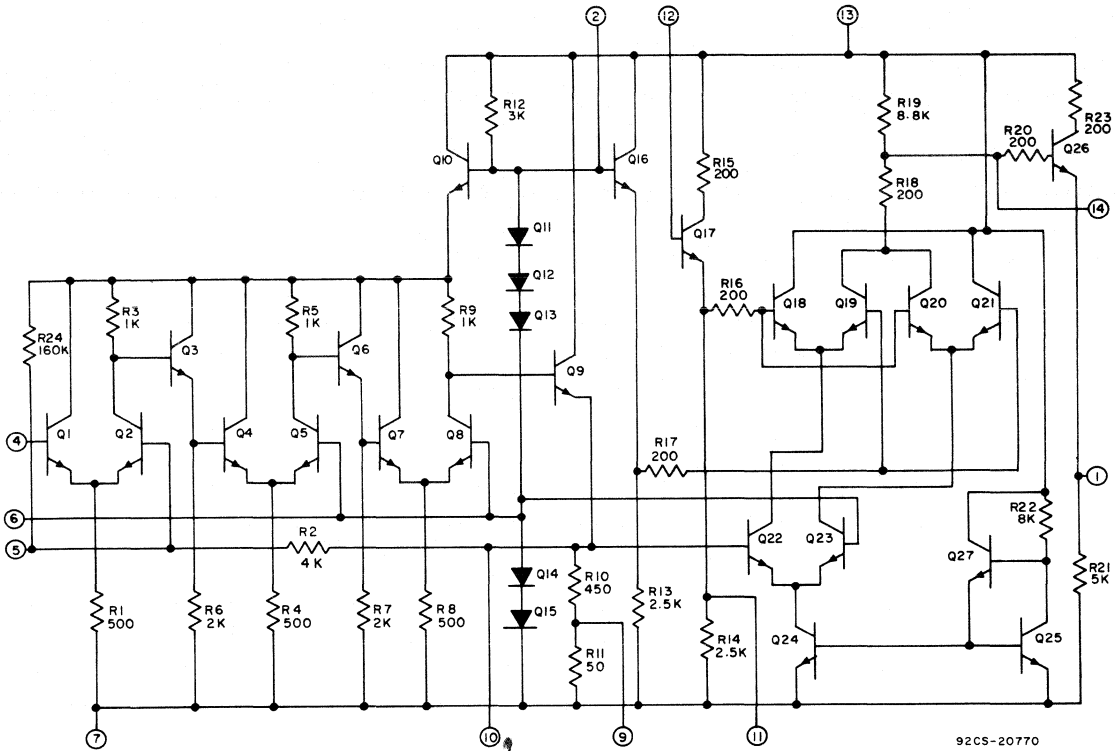 2
12
13
R12
3K
R19
8.8K
R23
200
R20
200
Q26
Q10
Q16
R15
200
R18
200
14
Q11
Q17
Q12
R16
200
Q18
Q19
Q20
Q21
Q13
R3
1K
R5
1K
R9
1K
R24
160K
Q3
Q6
Q9
4
Q1
Q2
Q4
Q5
Q7
Q8
R17
200
1
6
R22
8K
R2
4K
5
Q22
Q23
Q27
Q14
R10
450
R21
5K
Q15
R13
2.5K
R1
500
R6
2K
R4
500
R7
2K
R8
500
Q24
Q25
R11
50
R14
2.5K
7
10
9
11
92CS-20770